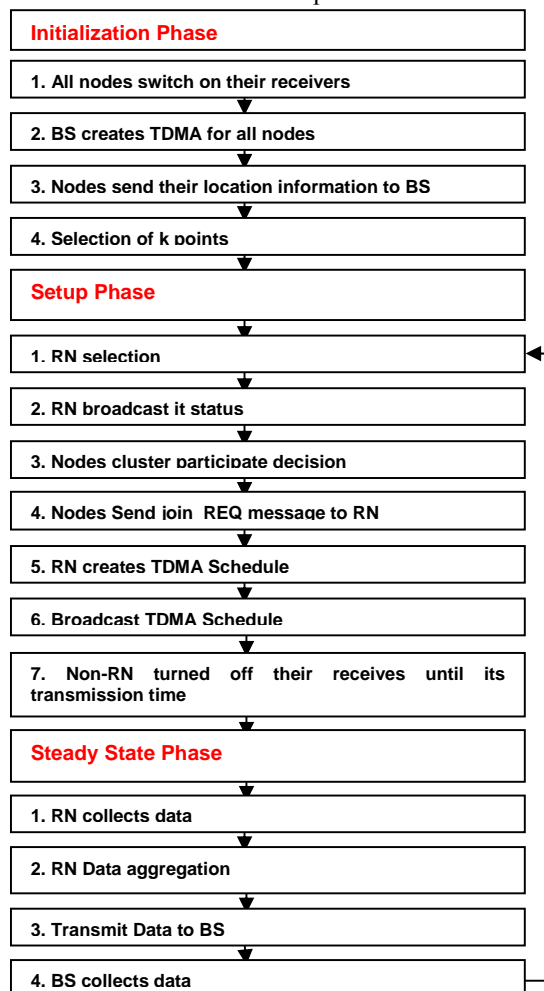 Initialization Phase
1. All nodes switch on their receivers
2. BS creates TDMA for all nodes
3. Nodes send their location information to BS
4. Selection of k points
Setup Phase
1. RN selection
2. RN broadcast it status
3. Nodes cluster participate decision
4. Nodes Send join_REQ message to RN
5. RN creates TDMA Schedule
6. Broadcast TDMA Schedule
7. Non-RN turned off their receives until its
transmission time
Steady State Phase
1. RN collects data
2. RN Data aggregation
3. Transmit Data to BS
4. BS collects data